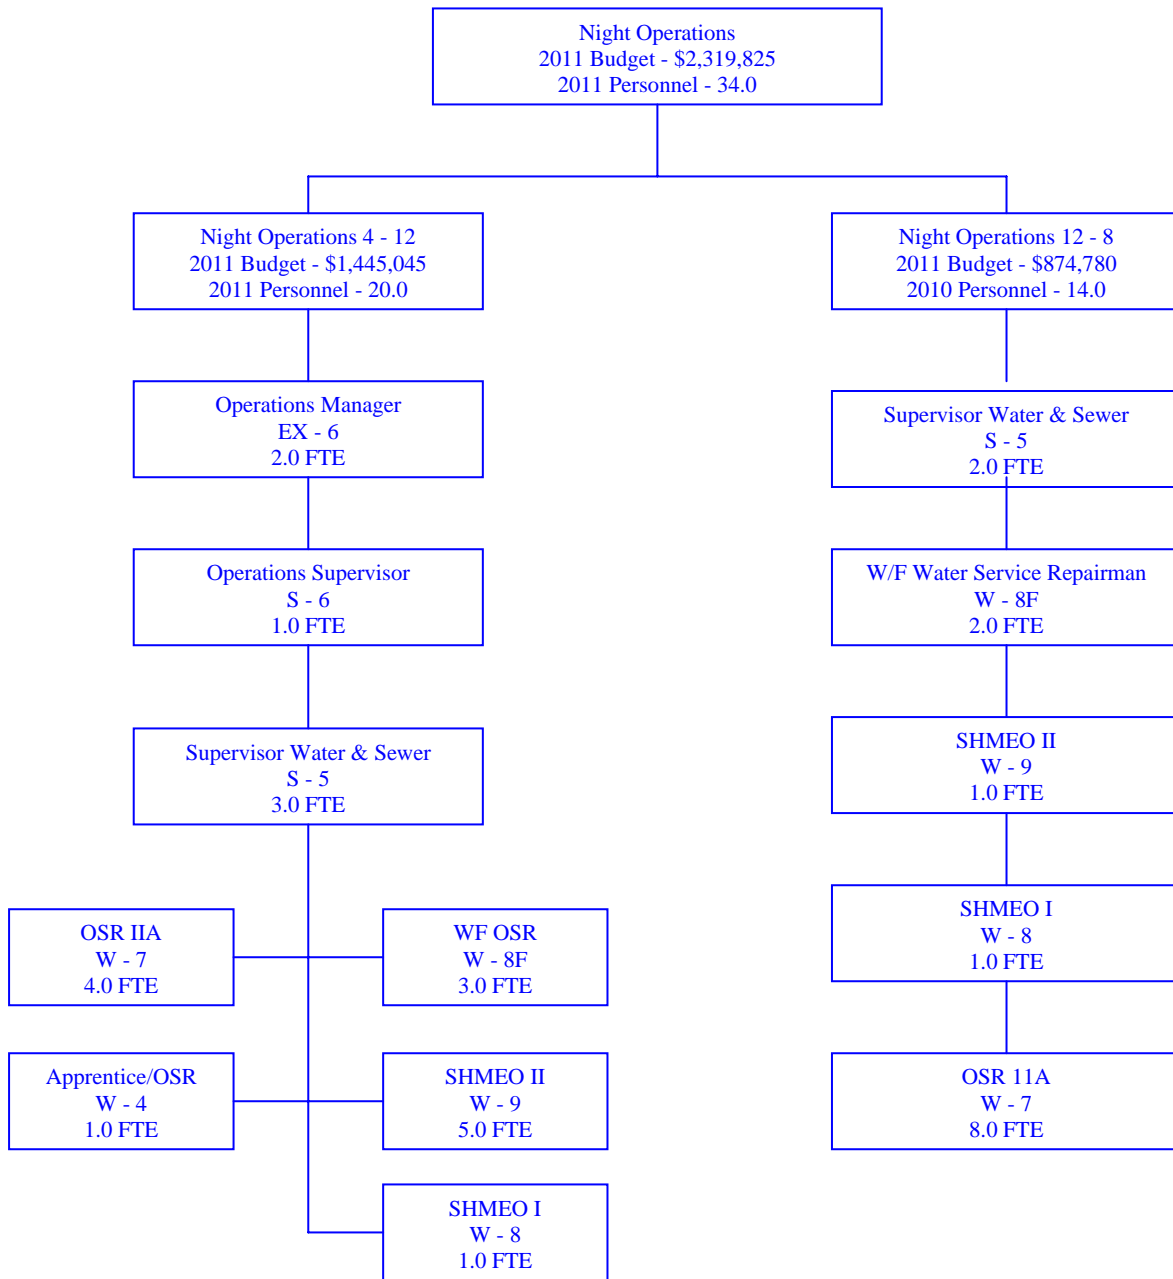 Night Operations
2011 Budget - $2,319,825
2011 Personnel - 34.0
Night Operations 4 - 12
2011 Budget - $1,445,045
2011 Personnel - 20.0
Operations Manager
EX - 6
2.0 FTE
Operations Supervisor
S - 6
1.0 FTE
Supervisor Water & Sewer
S - 5
3.0 FTE
OSR IIA
W - 7
4.0 FTE
WF OSR
W - 8F
3.0 FTE
Apprentice/OSR
W - 4
1.0 FTE
SHMEO II
W - 9
5.0 FTE
SHMEO I
W - 8
1.0 FTE
Night Operations 12 - 8
2011 Budget - $874,780
2010 Personnel - 14.0
Supervisor Water & Sewer
S - 5
2.0 FTE
W/F Water Service Repairman
W - 8F
2.0 FTE
SHMEO II
W - 9
1.0 FTE
SHMEO I
W - 8
1.0 FTE
OSR 11A
W - 7
8.0 FTE